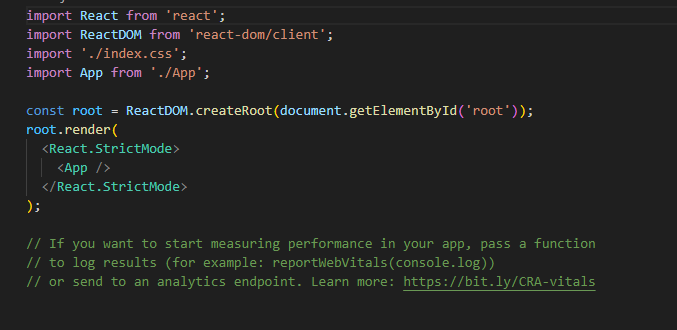 import React from 'react';
import ReactDOM from 'react-dom/client';
import './index.css';
import App from './App';
const root = ReactDOM.createRoot(document.getElementById('root'));
root.render(
<React.StrictMode>
<App />
</React.StrictMode>
);
// If you want to start measuring performance in your app, pass a function
// to log results (for example: reportWebVitals(console.log))
// or send to an analytics endpoint. Learn more: https://bit.ly/CRA-vitals